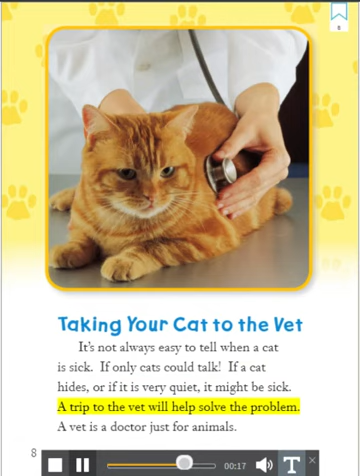 8
Taking Your Cat to the Vet
It's not always easy to tell when a cat
is sick. If only cats could talk! If a cat
hides, or if it is very quiet, it might be sick.
A trip to the vet will help solve the problem.
A vet is a doctor just for animals.
8
00:17
T